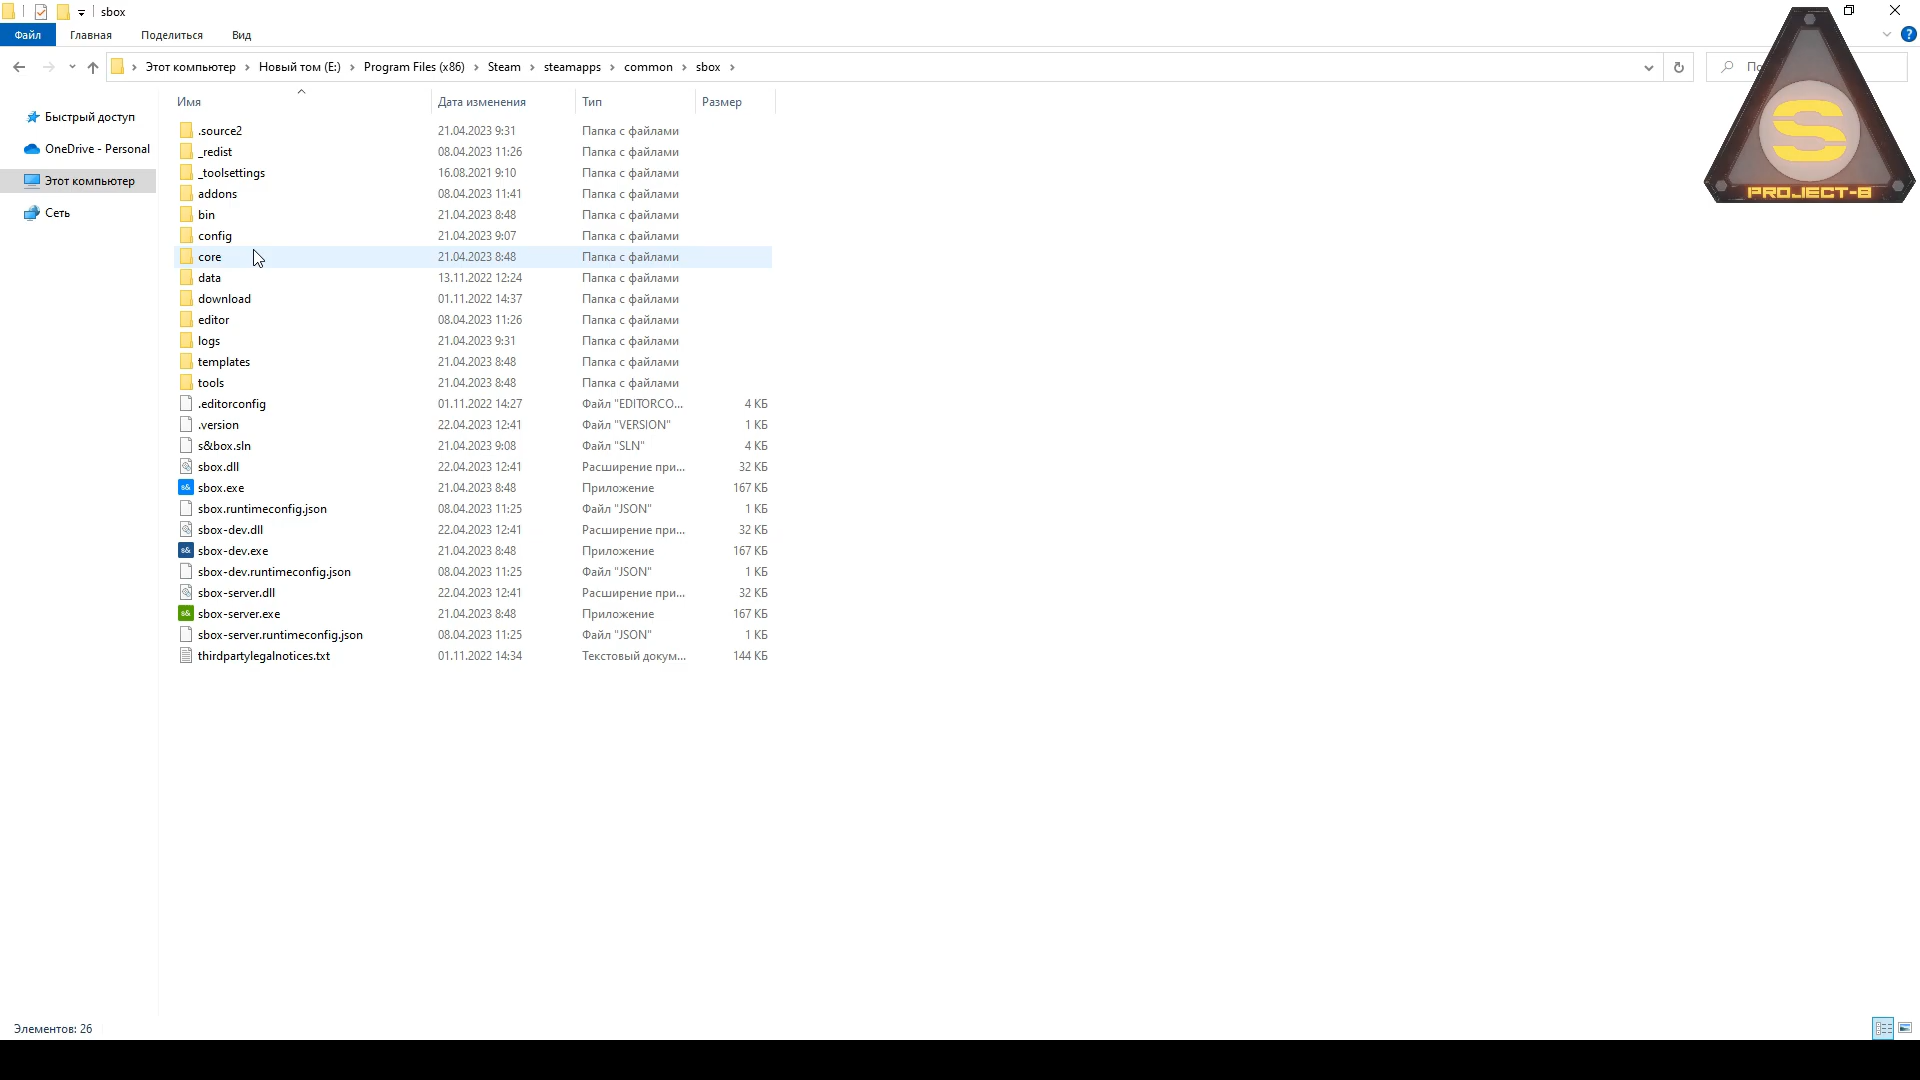 sbox
Файл Главная Поделиться Вид
Этот компьютер Новый том (E:) Program Files (x86) Steam steamapps common sbox
Имя Дата изменения Тип Размер
Быстрый доступ
OneDrive - Personal
Этот компьютер
Сеть
.source2 21.04.2023 9:31 Папка с файлами
_redist 08.04.2023 11:26 Папка с файлами
_toolsettings 16.08.2021 9:10 Папка с файлами
addons 08.04.2023 11:41 Папка с файлами
bin 21.04.2023 8:48 Папка с файлами
config 21.04.2023 9:07 Папка с файлами
core 21.04.2023 8:48 Папка с файлами
data 13.11.2022 12:24 Папка с файлами
download 01.11.2022 14:37 Папка с файлами
editor 08.04.2023 11:26 Папка с файлами
logs 21.04.2023 9:31 Папка с файлами
templates 21.04.2023 8:48 Папка с файлами
tools 21.04.2023 8:48 Папка с файлами
.editorconfig 01.11.2022 14:27 Файл "EDITORCO... 4 КБ
.version 22.04.2023 12:41 Файл "VERSION" 1 КБ
s&box.sln 21.04.2023 9:08 Файл "SLN" 4 КБ
sbox.dll 22.04.2023 12:41 Расширение при... 32 КБ
s& sbox.exe 21.04.2023 8:48 Приложение 167 КБ
sbox.runtimeconfig.json 08.04.2023 11:25 Файл "JSON" 1 КБ
sbox-dev.dll 22.04.2023 12:41 Расширение при... 32 КБ
s& sbox-dev.exe 21.04.2023 8:48 Приложение 167 КБ
sbox-dev.runtimeconfig.json 08.04.2023 11:25 Файл "JSON" 1 КБ
sbox-server.dll 22.04.2023 12:41 Расширение при... 32 КБ
s& sbox-server.exe 21.04.2023 8:48 Приложение 167 КБ
sbox-server.runtimeconfig.json 08.04.2023 11:25 Файл "JSON" 1 КБ
thirdpartylegalnotices.txt 01.11.2022 14:34 Текстовый докум... 144 КБ
S
PROJECT-8
Элементов: 26